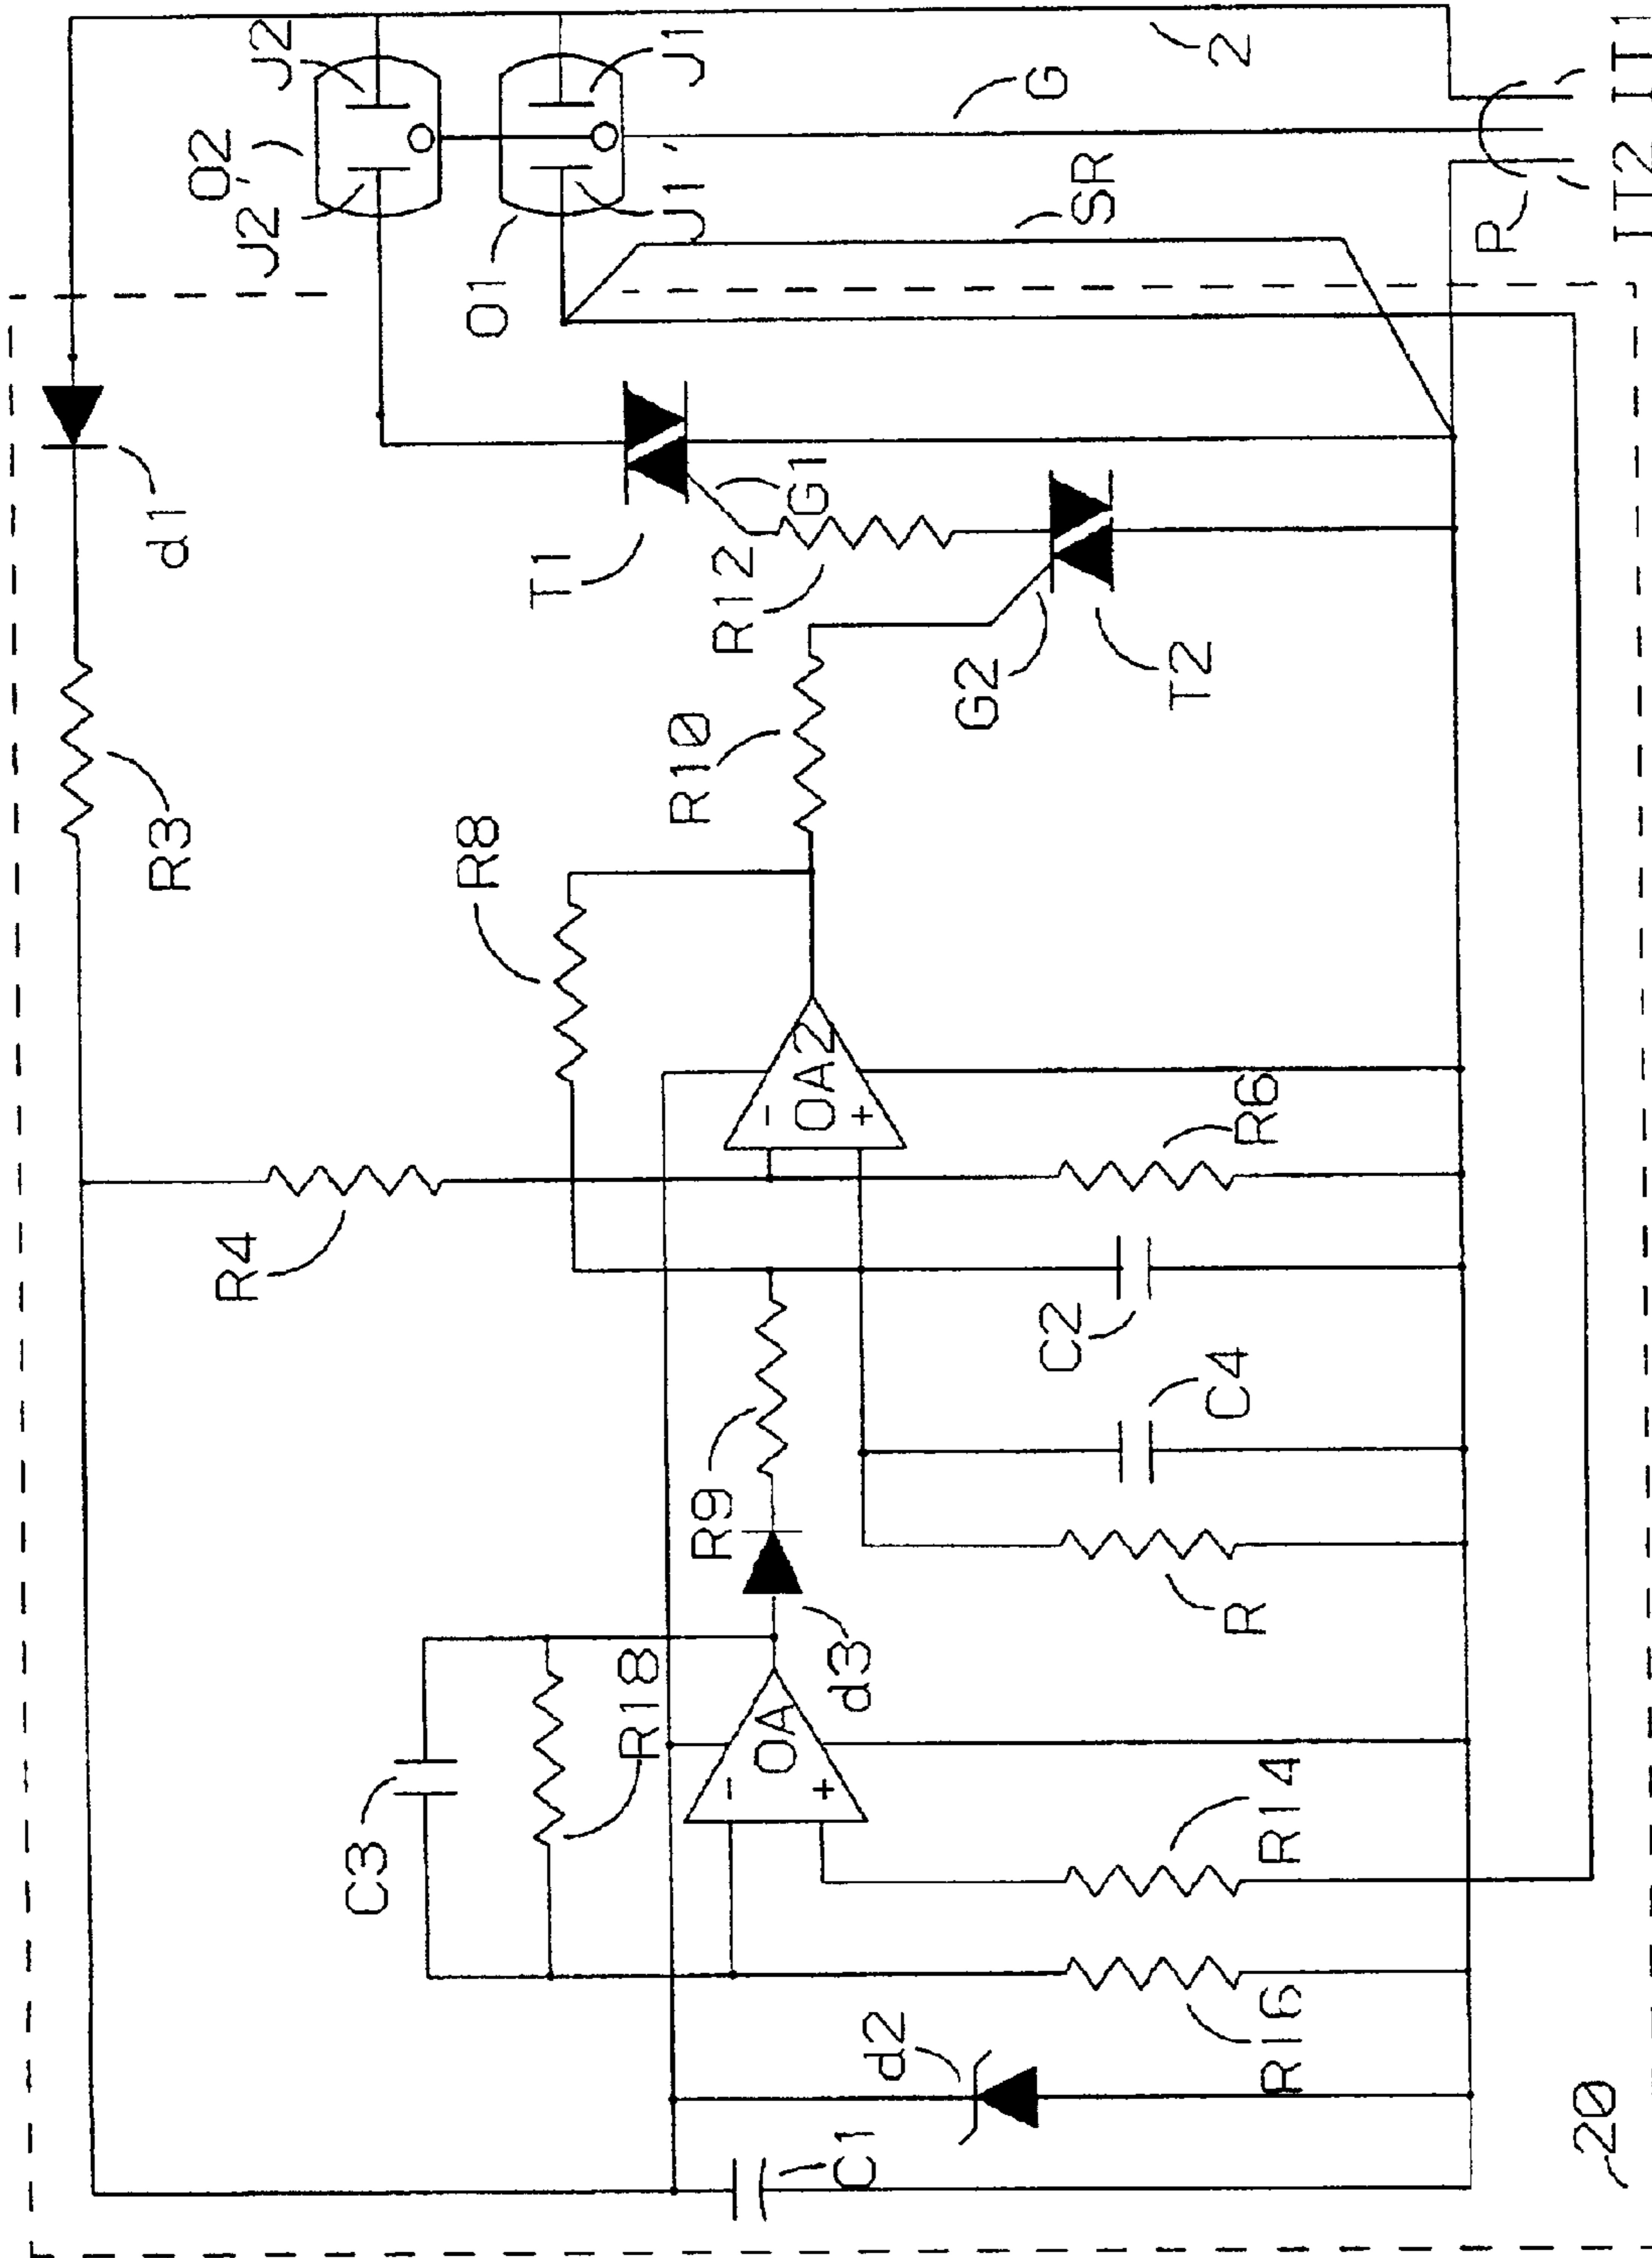 J2
O2
J2'
J1
J1'
O1
2
G
SR
P
IT2
IT1
d1
R3
T1
G1
R12
G2
T2
R10
R8
R4
-
OA2
+
R6
C2
C4
R9
R
d3
C3
R18
-
OA
+
R14
R16
d2
C1
20